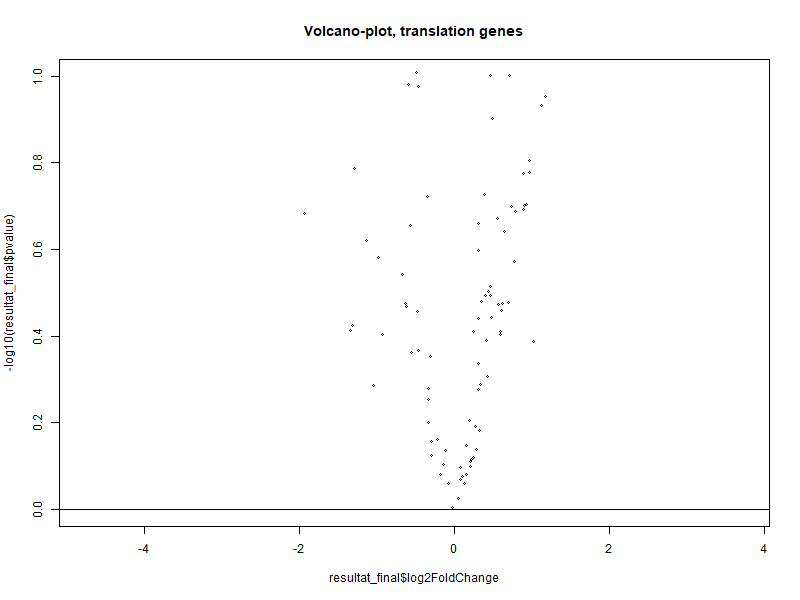 Volcano-plot, translation genes
-log10(resultat_final$pvalue)
1.0
0.8
0.6
0.4
0.2
0.0
-4 -2 0 2 4
resultat_final$log2FoldChange